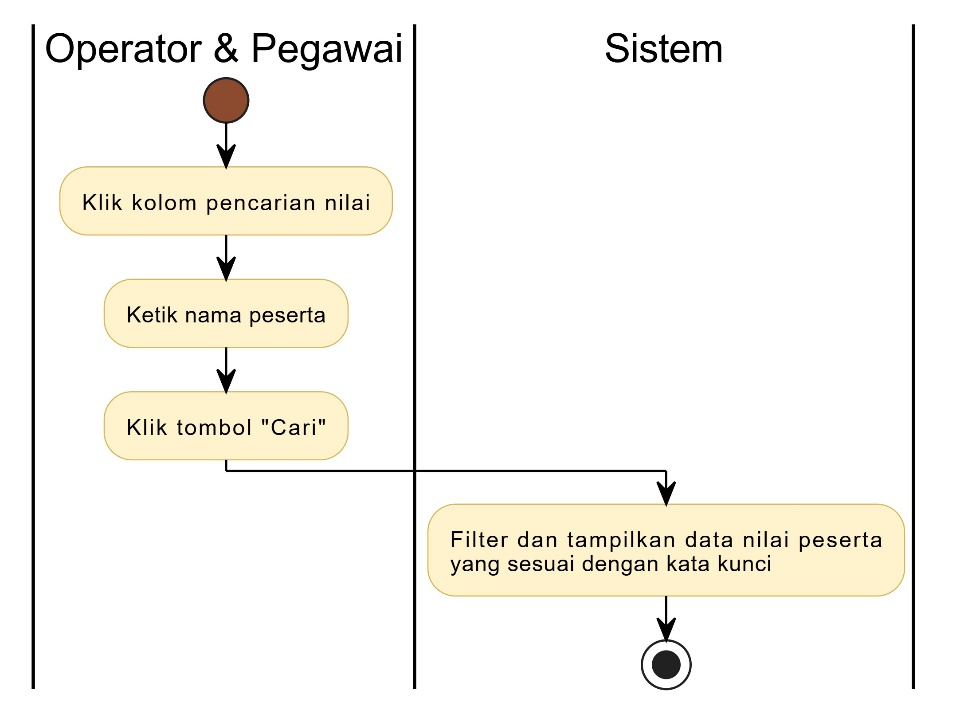 Operator & Pegawai
Sistem
Klik kolom pencarian nilai
Ketik nama peserta
Klik tombol "Cari"
Filter dan tampilkan data nilai peserta
yang sesuai dengan kata kunci